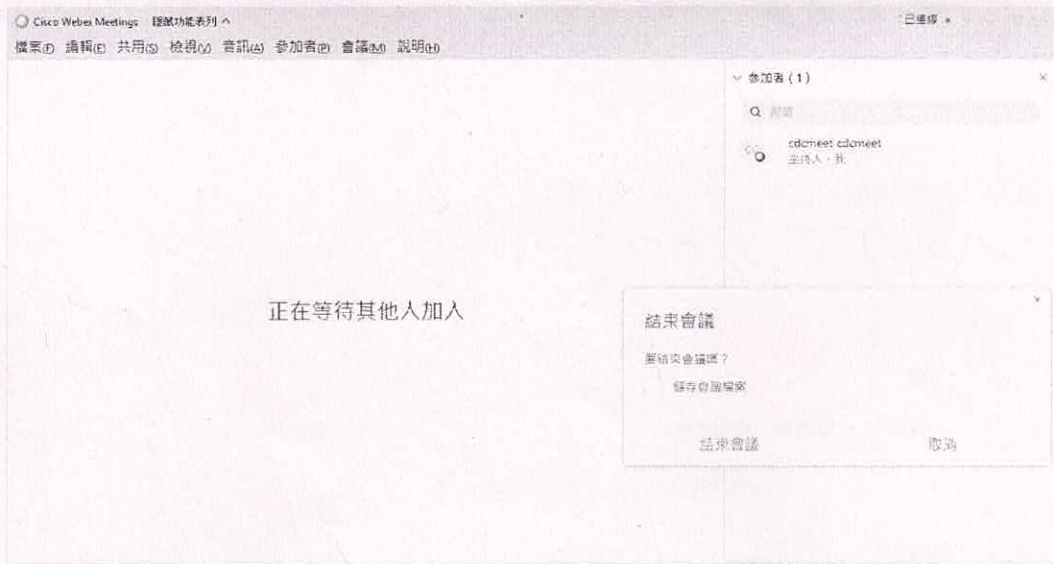 Cisco Webex Meetings 隱藏功能表列
已連線
檔案(F) 編輯(E) 共用(S) 檢視(V) 音訊(A) 參加者(P) 會議(M) 說明(H)
參加者 (1)
搜尋
cdcmeet cdcmeet
主持人，我
正在等待其他人加入
結束會議
要結束會議嗎？
儲存會議檔案
結束會議 取消